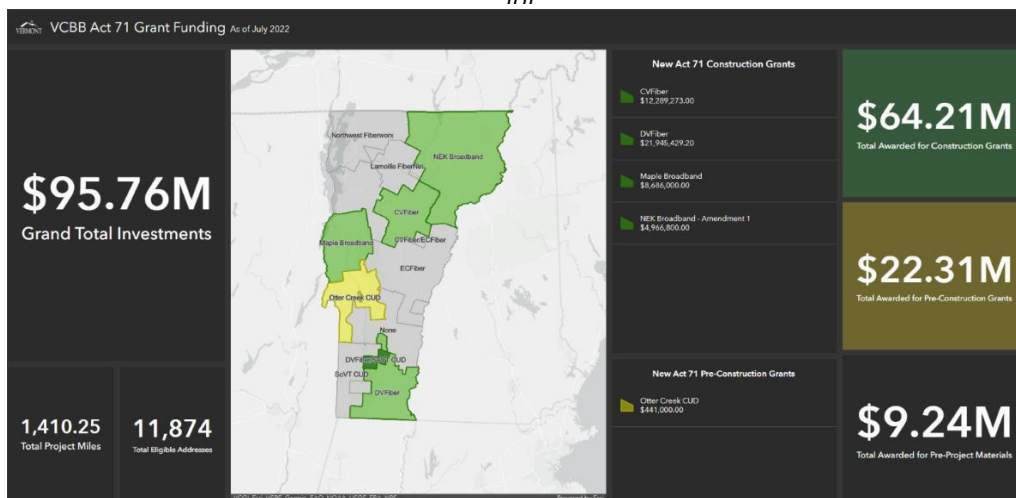 VERMONT
VCBB Act 71 Grant Funding As of July 2022
$95.76M
Grand Total Investments
1,410.25
Total Project Miles
11,874
Total Eligible Addresses
Northwest Fiberworx
Lamoille FiberNet
NEK Broadband
CVFiber
Maple Broadband
CVFiber/ECFiber
ECFiber
Otter Creek CUD
None
CUD
SoVT CUD
DVFiber
New Act 71 Construction Grants
CVFiber
$12,289,273.00
DVFiber
$21,945,429.20
Maple Broadband
$8,686,000.00
NEK Broadband - Amendment 1
$4,966,800.00
New Act 71 Pre-Construction Grants
Otter Creek CUD
$441,000.00
$64.21M
Total Awarded for Construction Grants
$22.31M
Total Awarded for Pre-Construction Grants
$9.24M
Total Awarded for Pre-Project Materials